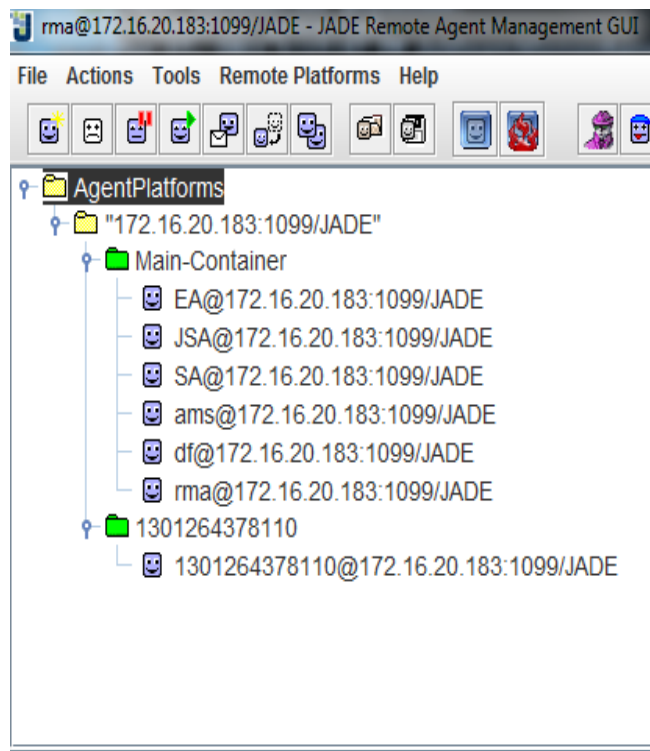 rma@172.16.20.183:1099/JADE - JADE Remote Agent Management GUI
File Actions Tools Remote Platforms Help
AgentPlatforms
"172.16.20.183:1099/JADE"
Main-Container
EA@172.16.20.183:1099/JADE
JSA@172.16.20.183:1099/JADE
SA@172.16.20.183:1099/JADE
ams@172.16.20.183:1099/JADE
df@172.16.20.183:1099/JADE
rma@172.16.20.183:1099/JADE
1301264378110
1301264378110@172.16.20.183:1099/JADE